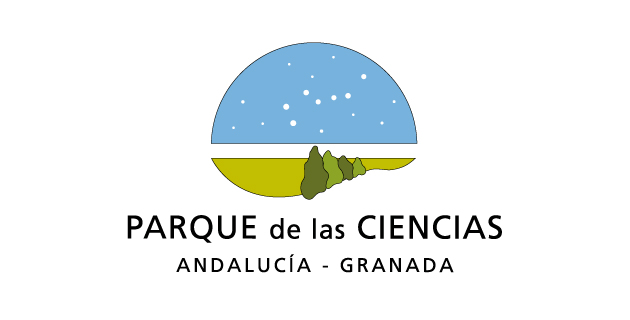 PARQUE de las CIENCIAS
ANDALUCÍA - GRANADA